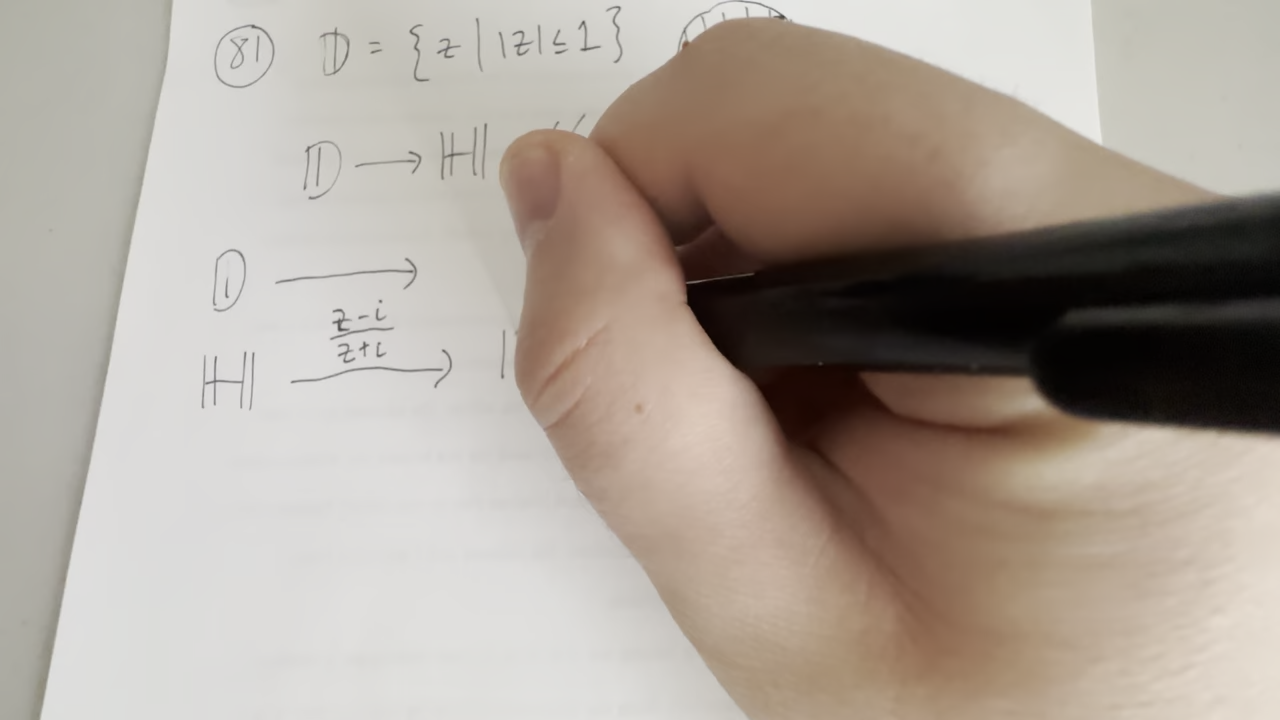 81 𝔻 = {z | |z| ≤ 1}
𝔻 → ℍ
𝔻 →
z-i
z+i
ℍ →